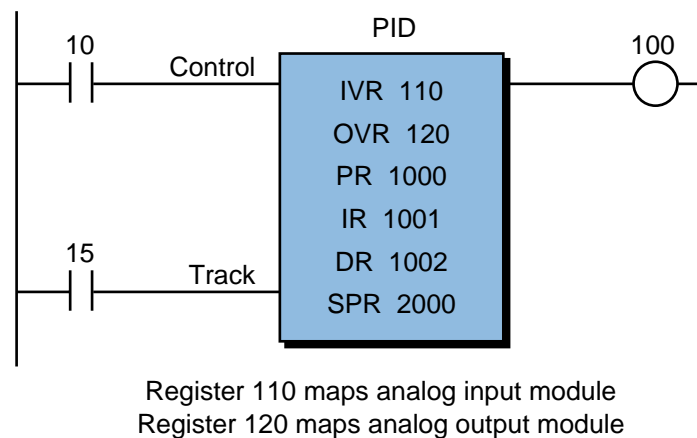 PID
10
100
Control
IVR 110
OVR 120
PR 1000
IR 1001
DR 1002
SPR 2000
15
Track
Register 110 maps analog input module
Register 120 maps analog output module